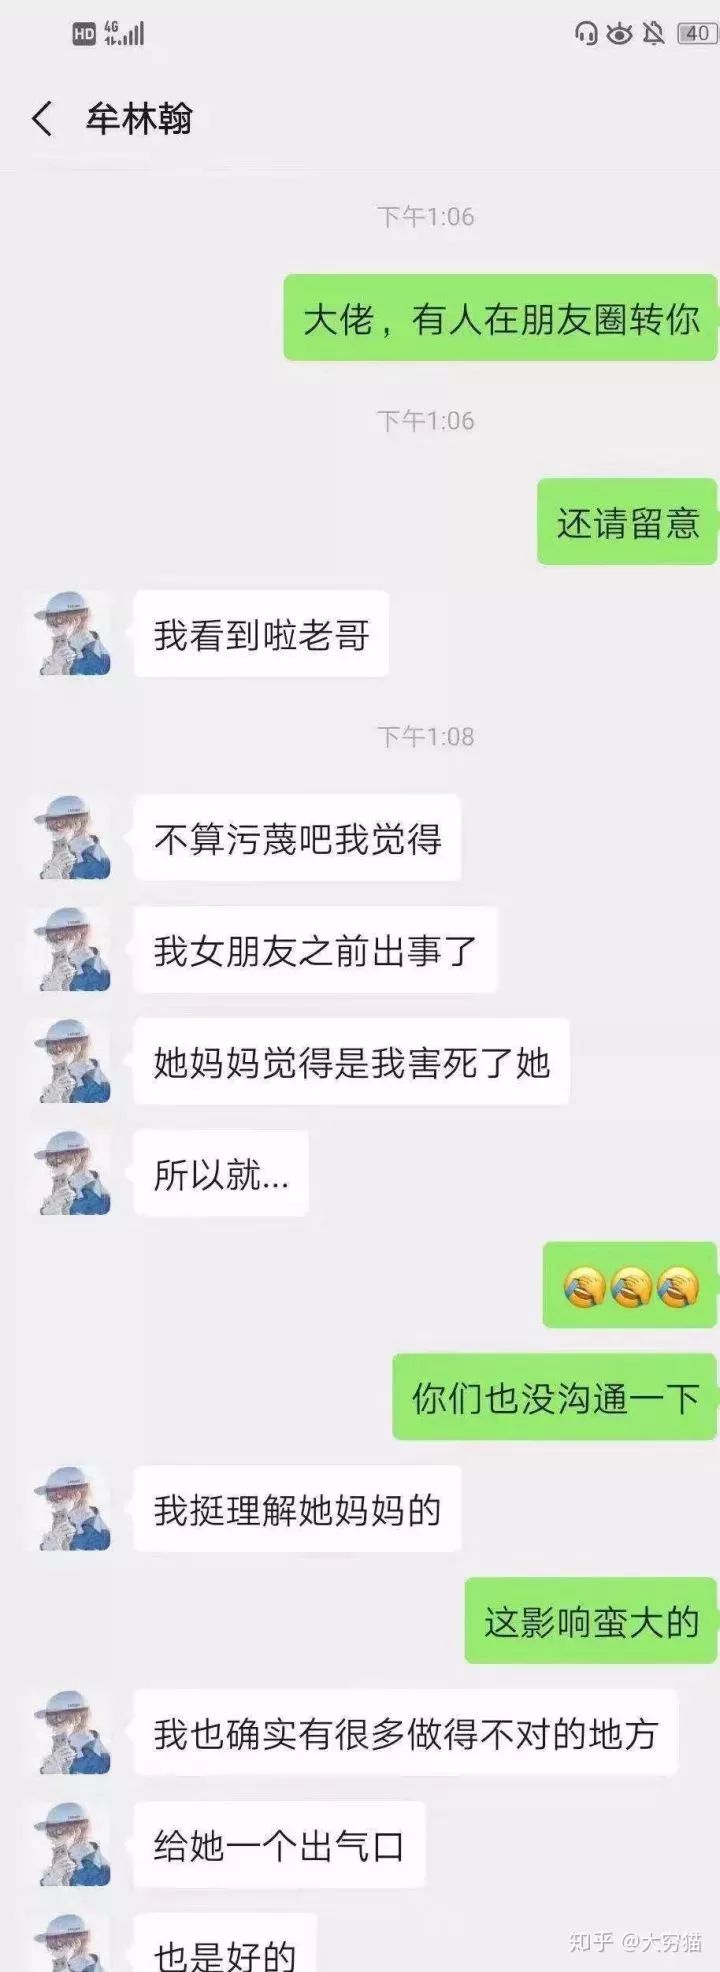 HD 4G 40
牟林翰
下午1:06
大佬，有人在朋友圈转你
下午1:06
还请留意
我看到啦老哥
下午1:08
不算污蔑吧我觉得
我女朋友之前出事了
她妈妈觉得是我害死了她
所以就...
你们也没沟通一下
我挺理解她妈妈的
这影响蛮大的
我也确实有很多做得不对的地方
给她一个出气口
也是好的
知乎 @大穷猫